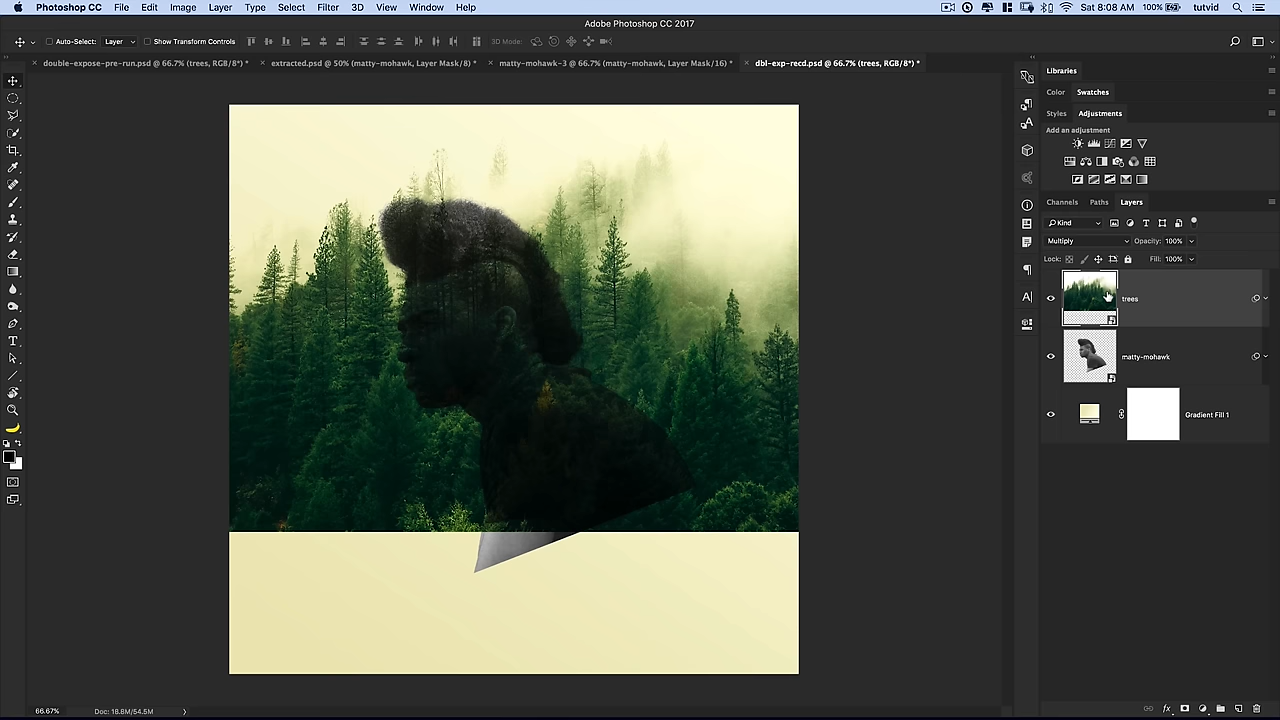 Photoshop CC File Edit Image Layer Type Select Filter 3D View Window Help Sat 8:08 AM 100% tutvid
Adobe Photoshop CC 2017
Auto-Select: Layer Show Transform Controls 3D Mode:
double-expose-pre-run.psd @ 66.7% (trees, RGB/8*) * extracted.psd @ 50% (matty-mohawk, Layer Mask/8) * matty-mohawk-3 @ 66.7% (matty-mohawk, Layer Mask/16) * dbl-exp-recd.psd @ 66.7% (trees, RGB/8*) *
Libraries
Color Swatches
Styles Adjustments
Add an adjustment
Channels Paths Layers
Kind
Multiply Opacity: 100%
Lock: Fill: 100%
trees
matty-mohawk
Gradient Fill 1
66.67% Doc: 18.8M/54.5M